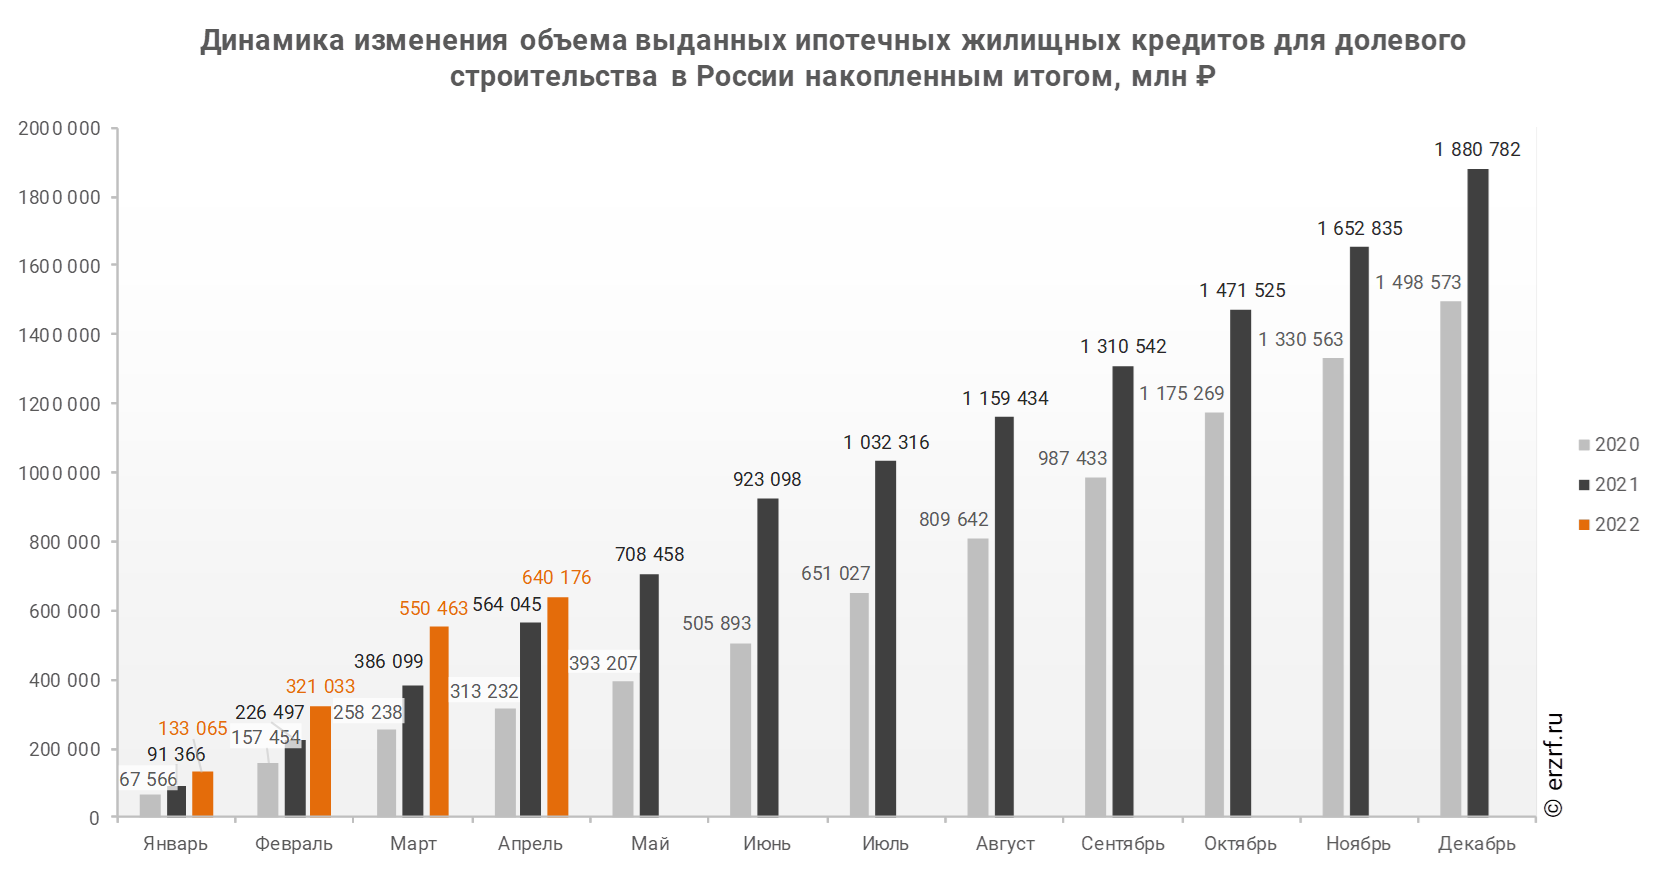 Динамика изменения объема выданных ипотечных жилищных кредитов для долевого
строительства в России накопленным итогом, млн ₽
2000 000
1800 000
1600 000
1400 000
1200 000
1000 000
800 000
600 000
400 000
200 000
0
67 566
91 366
133 065
157 454
226 497
321 033
258 238
386 099
550 463
313 232
564 045
640 176
393 207
708 458
505 893
923 098
651 027
1 032 316
809 642
1 159 434
987 433
1 310 542
1 175 269
1 471 525
1 330 563
1 652 835
1 498 573
1 880 782
Январь
Февраль
Март
Апрель
Май
Июнь
Июль
Август
Сентябрь
Октябрь
Ноябрь
Декабрь
2020
2021
2022
© erzrf.ru